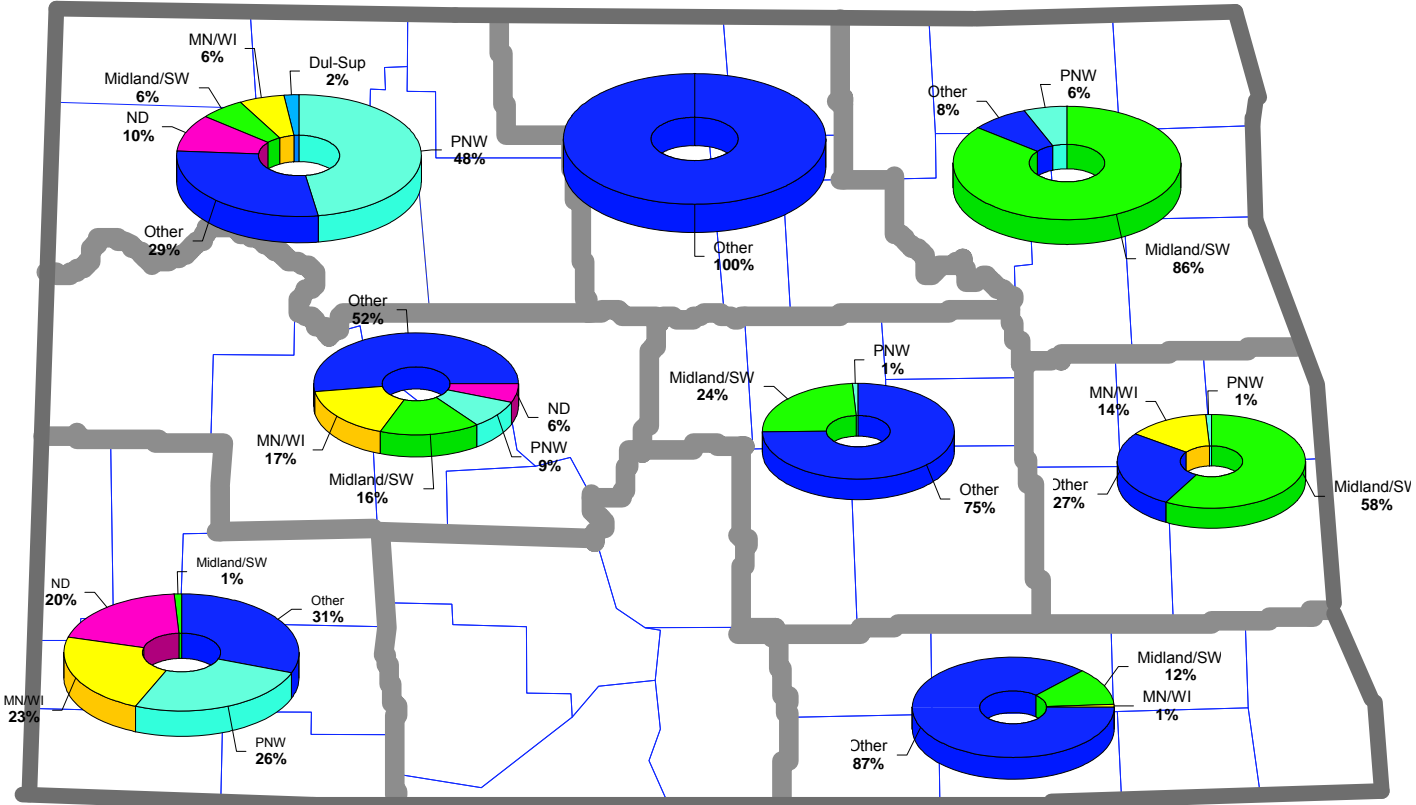 MN/WI
6%
Dul-Sup
2%
Midland/SW
6%
ND
10%
PNW
48%
Other
29%
Other
100%
PNW
6%
Other
8%
Midland/SW
86%
Other
52%
ND
6%
PNW
9%
MN/WI
17%
Midland/SW
16%
PNW
1%
Midland/SW
24%
Other
75%
PNW
1%
MN/WI
14%
Other
27%
Midland/SW
58%
Midland/SW
1%
ND
20%
Other
31%
MN/WI
23%
PNW
26%
Midland/SW
12%
MN/WI
1%
Other
87%